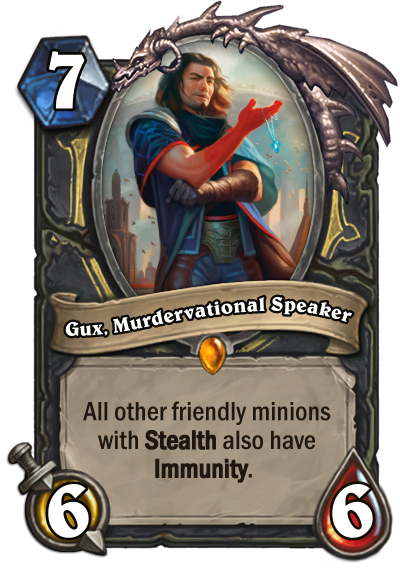 7
Gux, Murdervational Speaker
All other friendly minions
with Stealth also have
Immunity.
6
6